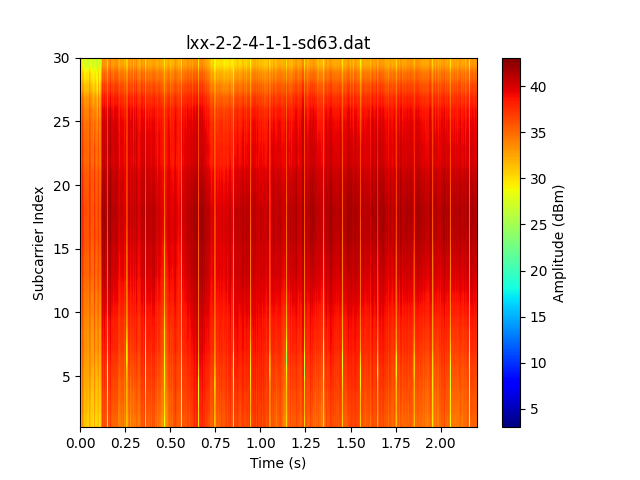 lxx-2-2-4-1-1-sd63.dat
30
25
20
15
10
5
Subcarrier Index
0.00 0.25 0.50 0.75 1.00 1.25 1.50 1.75 2.00
Time (s)
40
35
30
25
20
15
10
5
Amplitude (dBm)